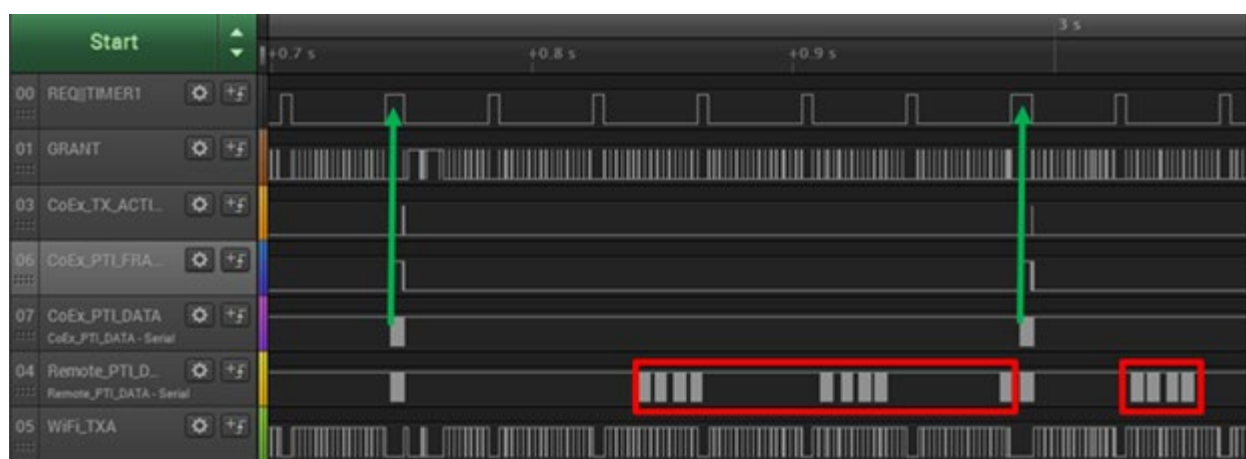 Start
3 s
+0.7 s
+0.8 s
+0.9 s
00 REQ||TIMER1
01 GRANT
03 CoEx_TX_ACTI...
06 CoEx_PTI_FRA...
07 CoEx_PTI_DATA
CoEx_PTI_DATA - Serial
04 Remote_PTI_D...
Remote_PTI_DATA - Serial
05 WiFi_TXA